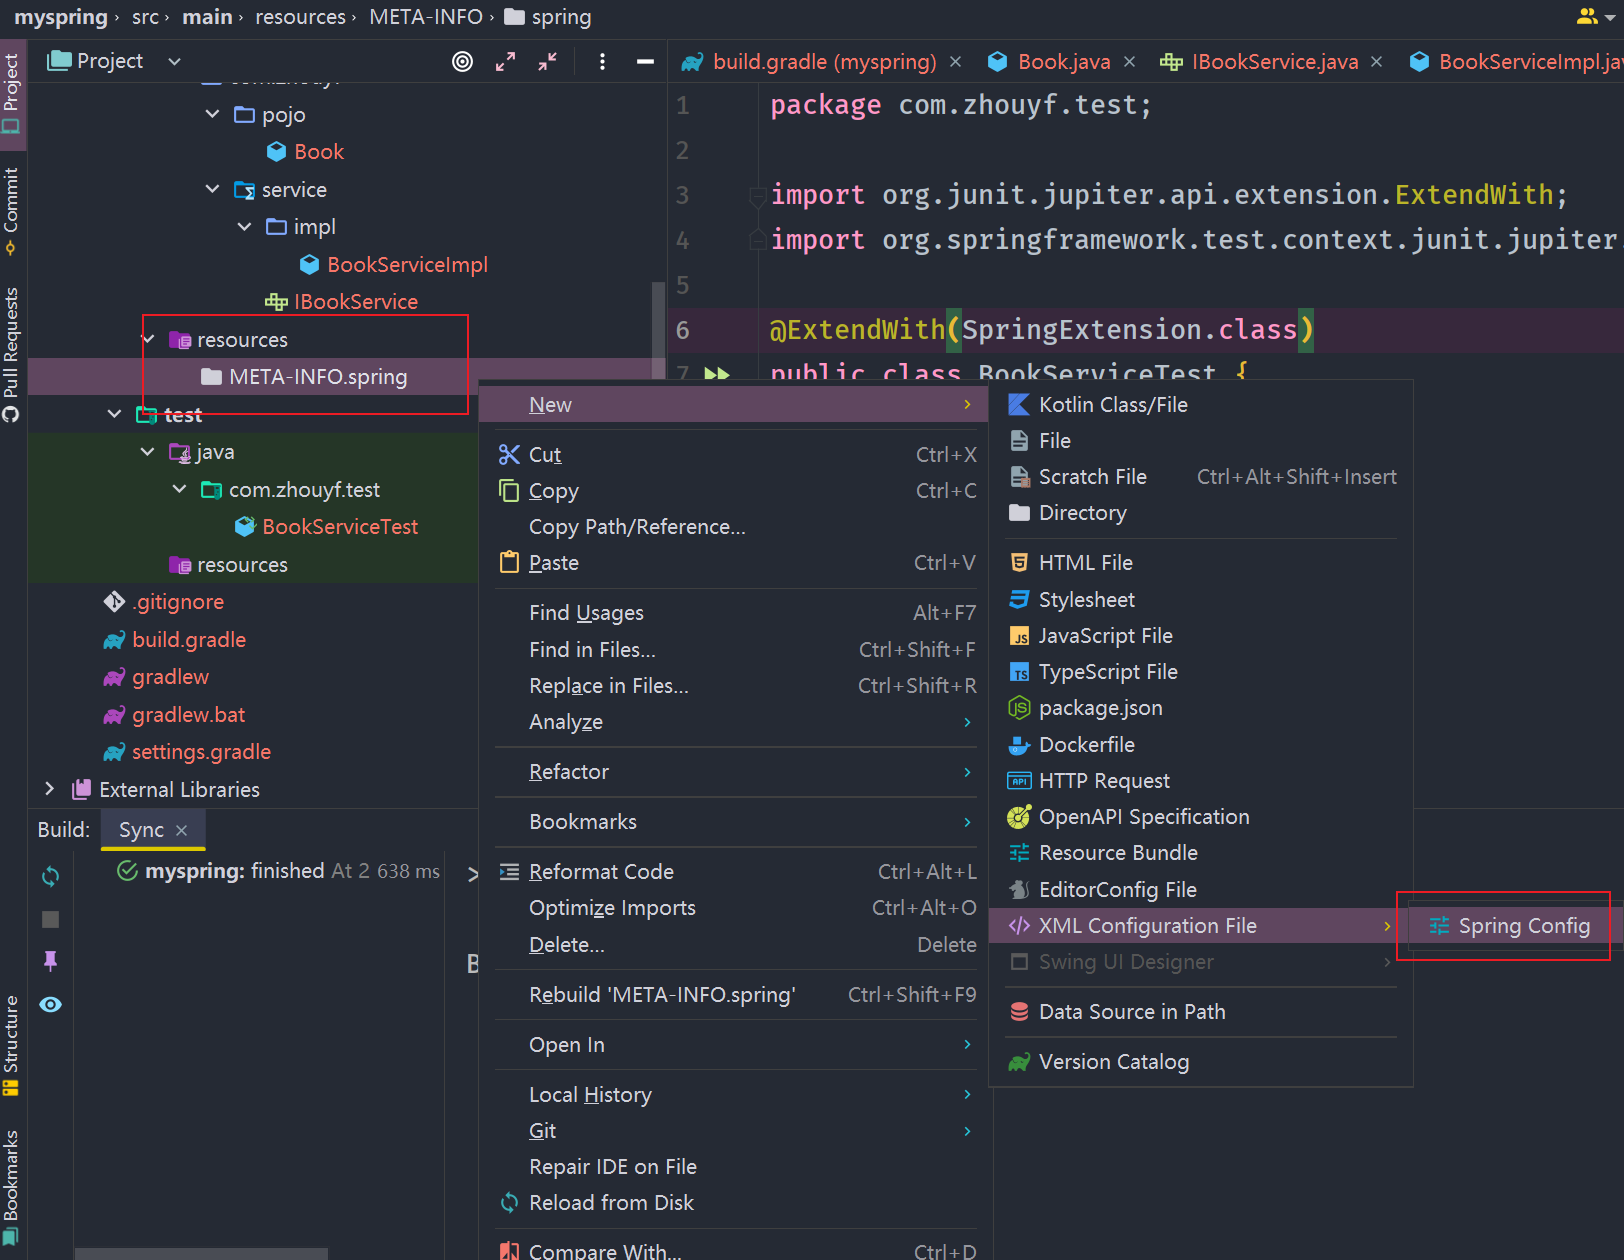 myspring › src › main › resources › META-INFO › spring
Project
build.gradle (myspring)
Book.java
IBookService.java
BookServiceImpl.jav
Project
Commit
Pull Requests
Structure
Bookmarks
pojo
Book
service
impl
BookServiceImpl
IBookService
resources
META-INFO.spring
test
java
com.zhouyf.test
BookServiceTest
resources
.gitignore
build.gradle
gradlew
gradlew.bat
settings.gradle
External Libraries
1 package com.zhouyf.test;
2
3 import org.junit.jupiter.api.extension.ExtendWith;
4 import org.springframework.test.context.junit.jupiter.
5
6 @ExtendWith(SpringExtension.class)
7 public class BookServiceTest {
New
Cut Ctrl+X
Copy Ctrl+C
Copy Path/Reference...
Paste Ctrl+V
Find Usages Alt+F7
Find in Files... Ctrl+Shift+F
Replace in Files... Ctrl+Shift+R
Analyze
Refactor
Bookmarks
Reformat Code Ctrl+Alt+L
Optimize Imports Ctrl+Alt+O
Delete... Delete
Rebuild 'META-INFO.spring' Ctrl+Shift+F9
Open In
Local History
Git
Repair IDE on File
Reload from Disk
Compare With... Ctrl+D
Kotlin Class/File
File
Scratch File Ctrl+Alt+Shift+Insert
Directory
HTML File
Stylesheet
JavaScript File
TypeScript File
package.json
Dockerfile
HTTP Request
OpenAPI Specification
Resource Bundle
EditorConfig File
XML Configuration File
Swing UI Designer
Data Source in Path
Version Catalog
Spring Config
Build: Sync
myspring: finished At 2 638 ms
B